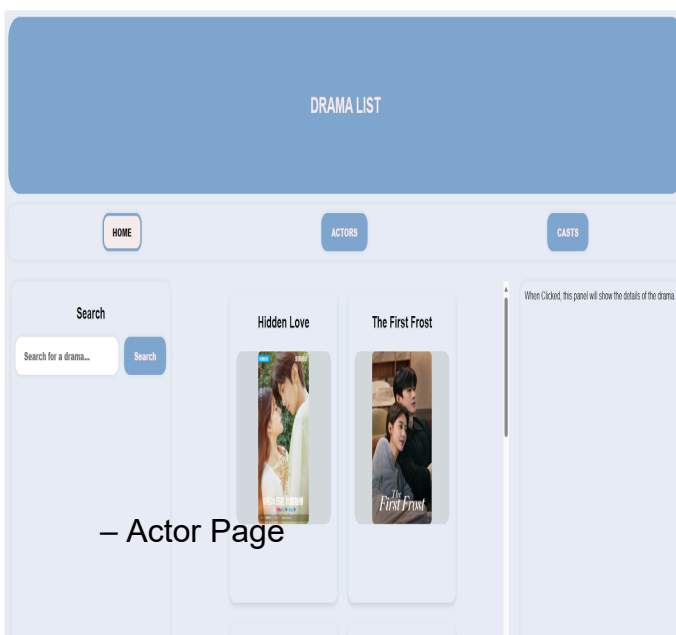 DRAMA LIST
HOME
ACTORS
CASTS
Search
Search for a drama...
Search
Hidden Love
The First Frost
The
First Frost
When Clicked, this panel will show the details of the drama.
– Actor Page